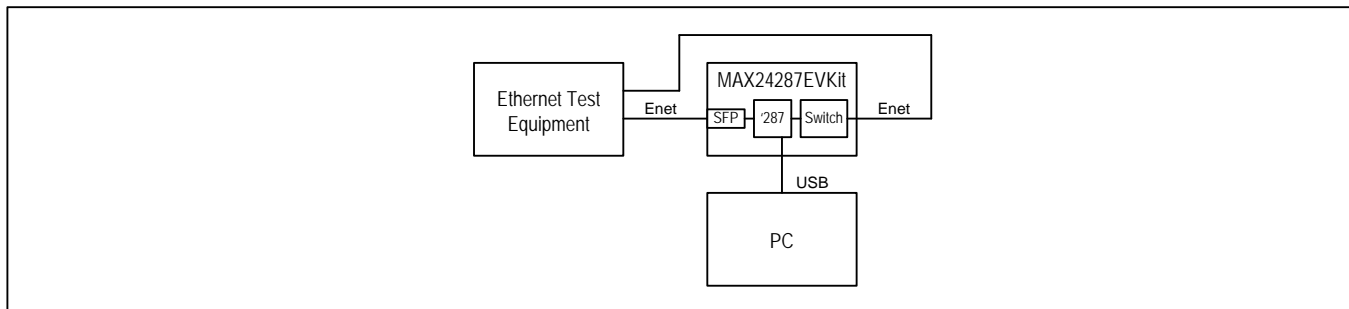 MAX24287EVKit
Ethernet Test
Equipment
Enet
SFP
'287
Switch
Enet
USB
PC